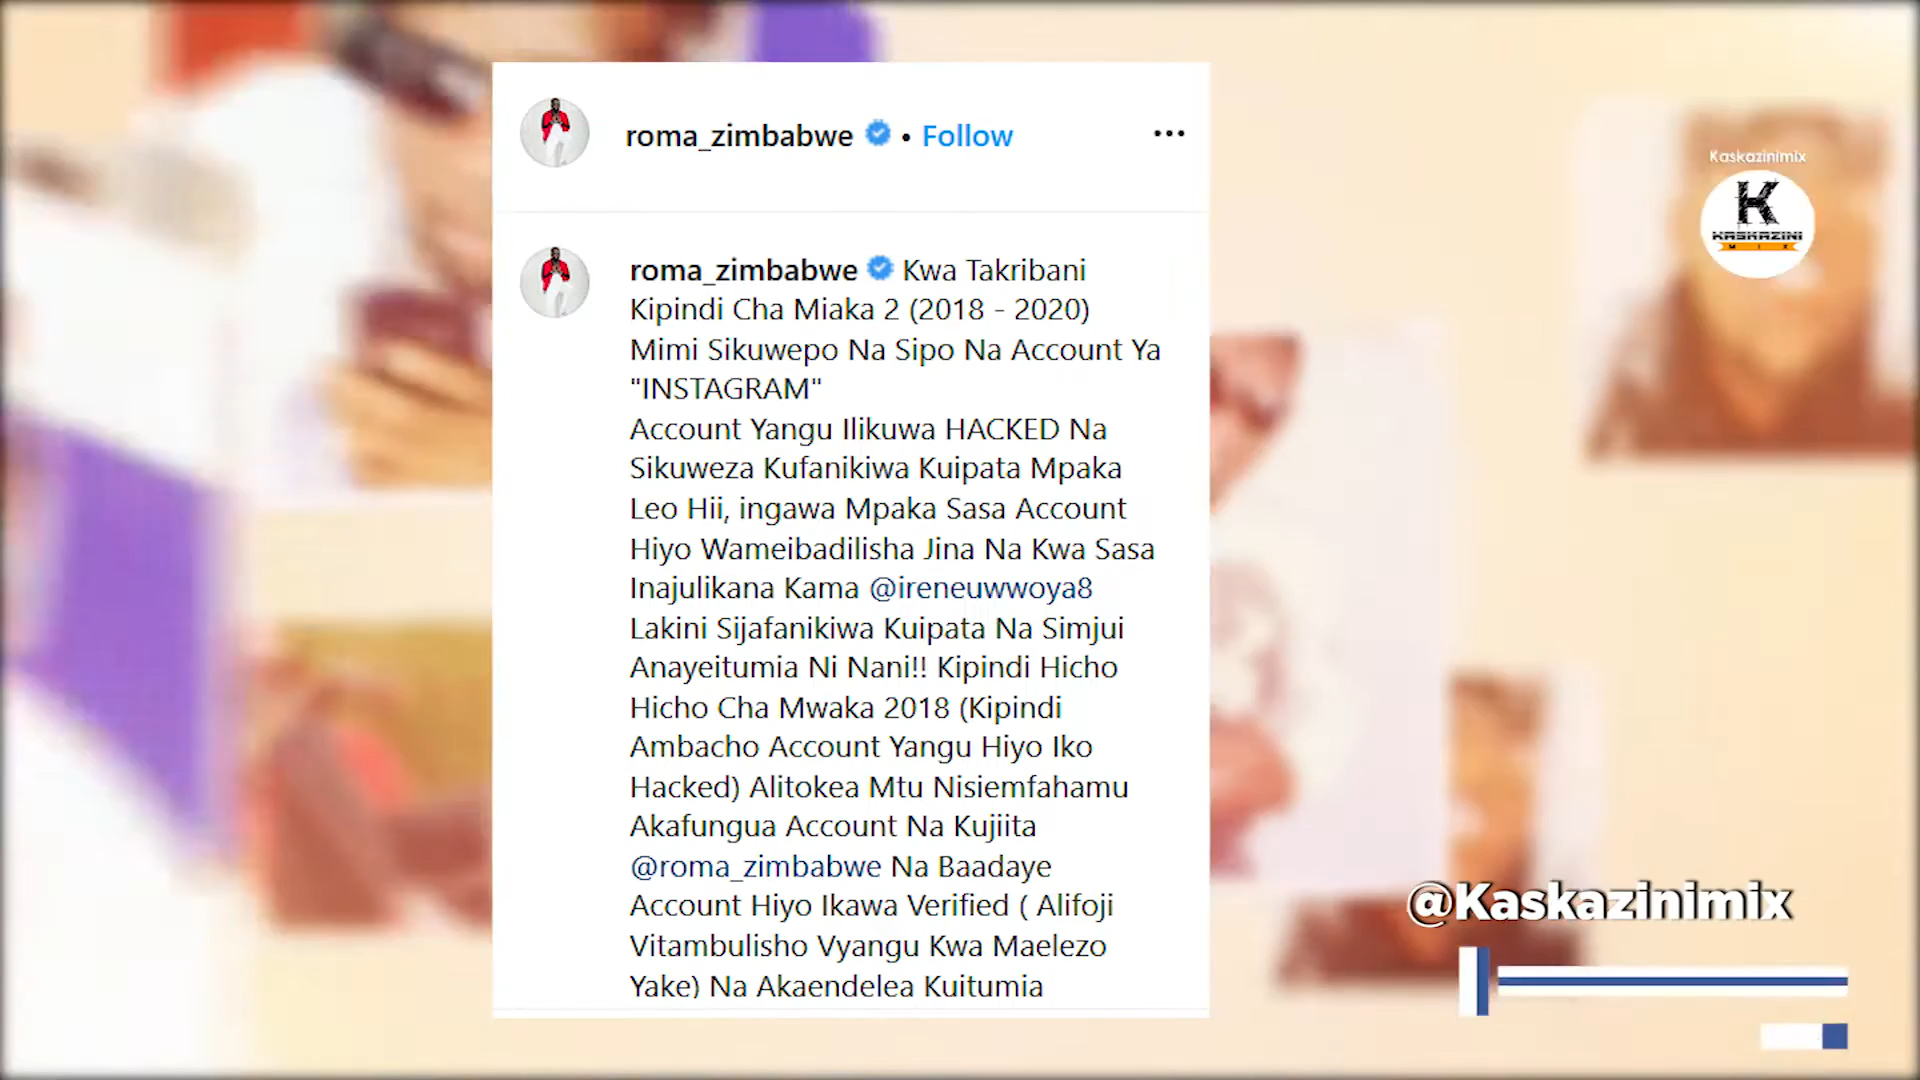 roma_zimbabwe • Follow
roma_zimbabwe Kwa Takribani
Kipindi Cha Miaka 2 (2018 - 2020)
Mimi Sikuwepo Na Sipo Na Account Ya
"INSTAGRAM"
Account Yangu Ilikuwa HACKED Na
Sikuweza Kufanikiwa Kuipata Mpaka
Leo Hii, ingawa Mpaka Sasa Account
Hiyo Wameibadilisha Jina Na Kwa Sasa
Inajulikana Kama @ireneuwwoya8
Lakini Sijafanikiwa Kuipata Na Simjui
Anayeitumia Ni Nani!! Kipindi Hicho
Hicho Cha Mwaka 2018 (Kipindi
Ambacho Account Yangu Hiyo Iko
Hacked) Alitokea Mtu Nisiemfahamu
Akafungua Account Na Kujiita
@roma_zimbabwe Na Baadaye
Account Hiyo Ikawa Verified ( Alifoji
Vitambulisho Vyangu Kwa Maelezo
Yake) Na Akaendelea Kuitumia
Kaskazinimix
K
KASKAZINI
MIX
@Kaskazinimix